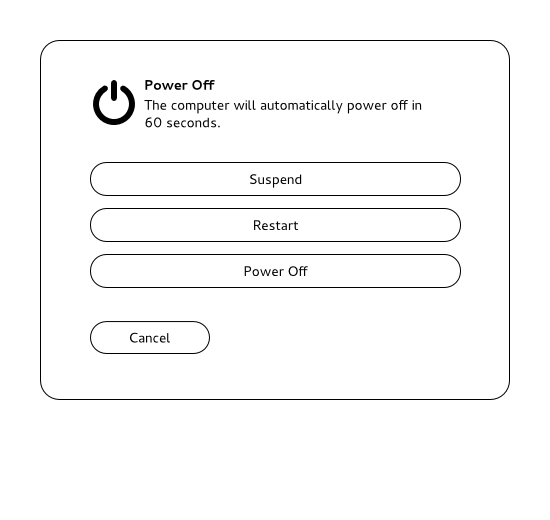 Power Off
The computer will automatically power off in
60 seconds.
Suspend
Restart
Power Off
Cancel